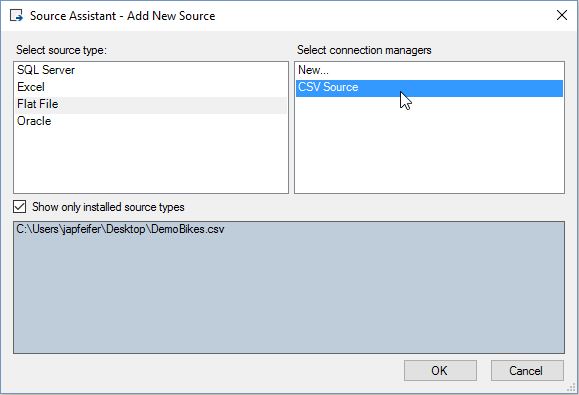 Source Assistant - Add New Source
Select source type:
Select connection managers
SQL Server
Excel
Flat File
Oracle
New...
CSV Source
Show only installed source types
C:\Users\japfeifer\Desktop\DemoBikes.csv
OK
Cancel